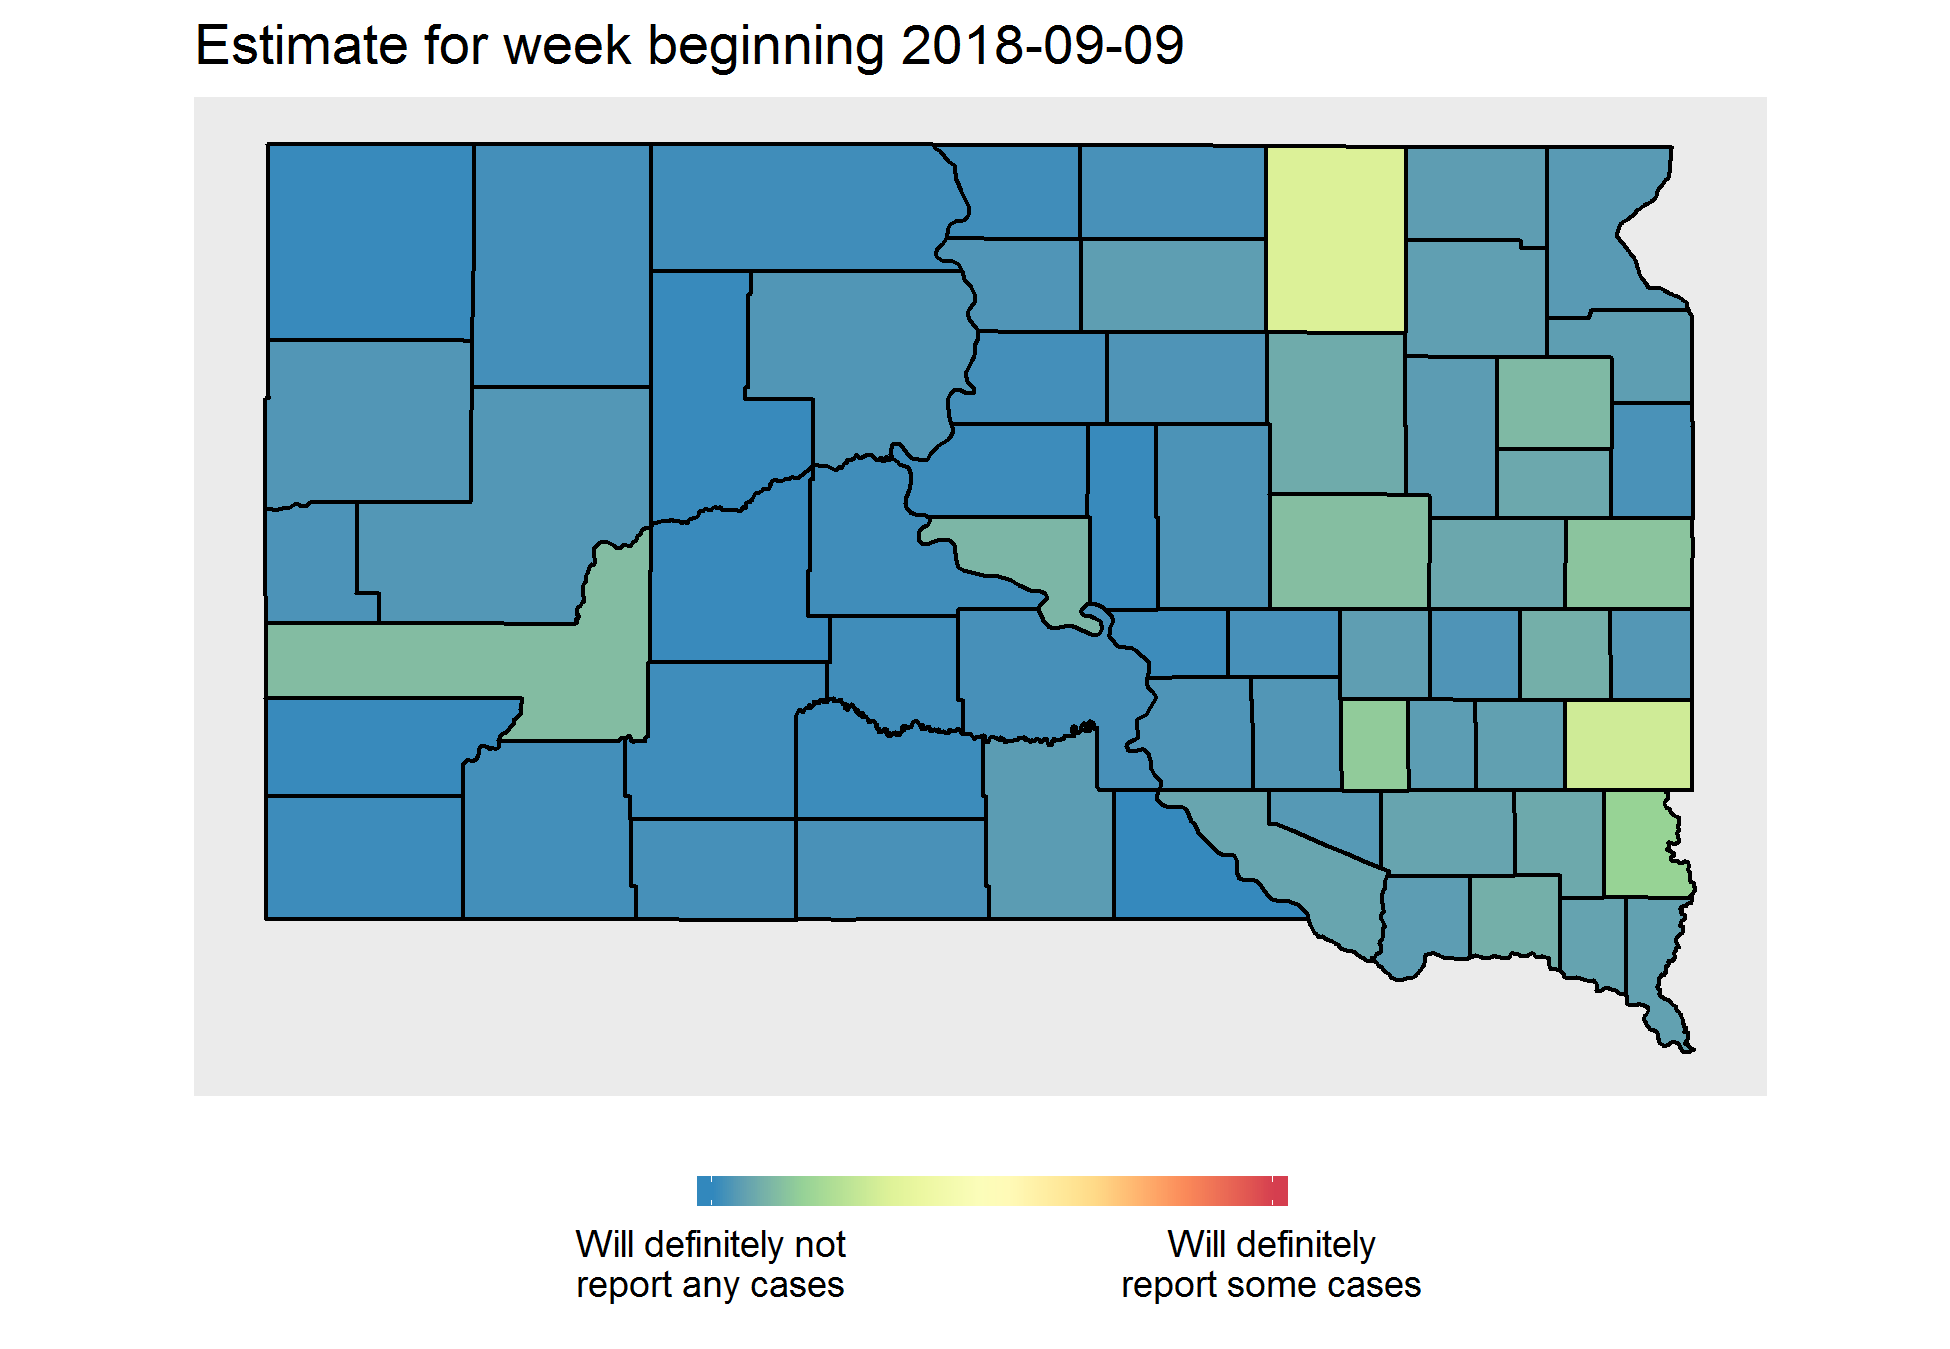 Estimate for week beginning 2018-09-09
Will definitely not
report any cases
Will definitely
report some cases